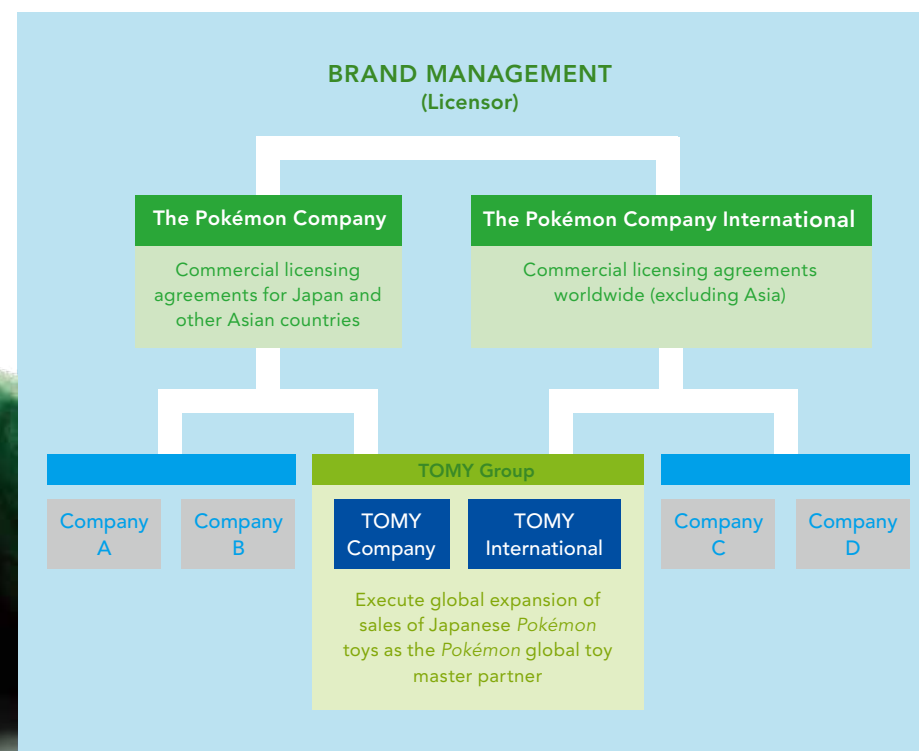 BRAND MANAGEMENT
(Licensor)
The Pokémon Company
Commercial licensing
agreements for Japan and
other Asian countries
The Pokémon Company International
Commercial licensing agreements
worldwide (excluding Asia)
TOMY Group
Company
A
Company
B
TOMY
Company
TOMY
International
Company
C
Company
D
Execute global expansion of
sales of Japanese Pokémon
toys as the Pokémon global toy
master partner